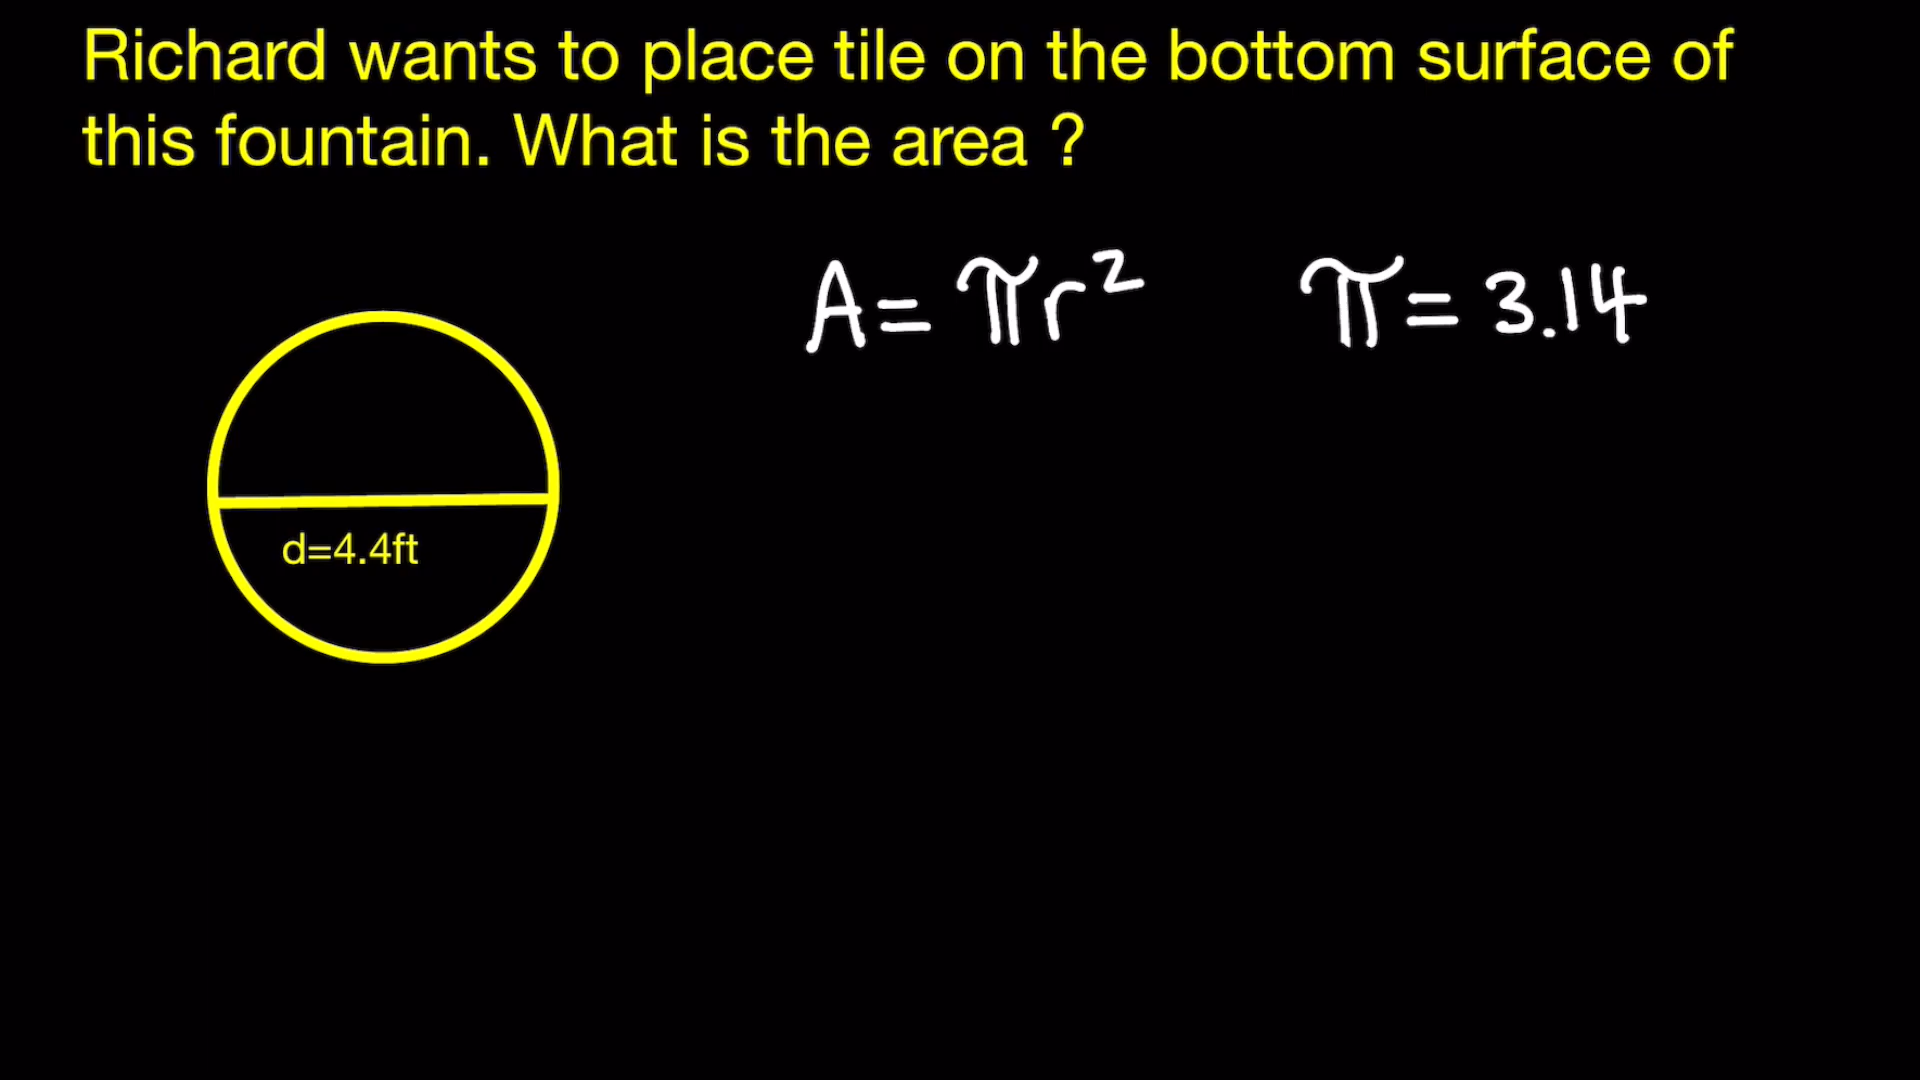 Richard wants to place tile on the bottom surface of
this fountain. What is the area ?
A = πr² π = 3.14
d=4.4ft